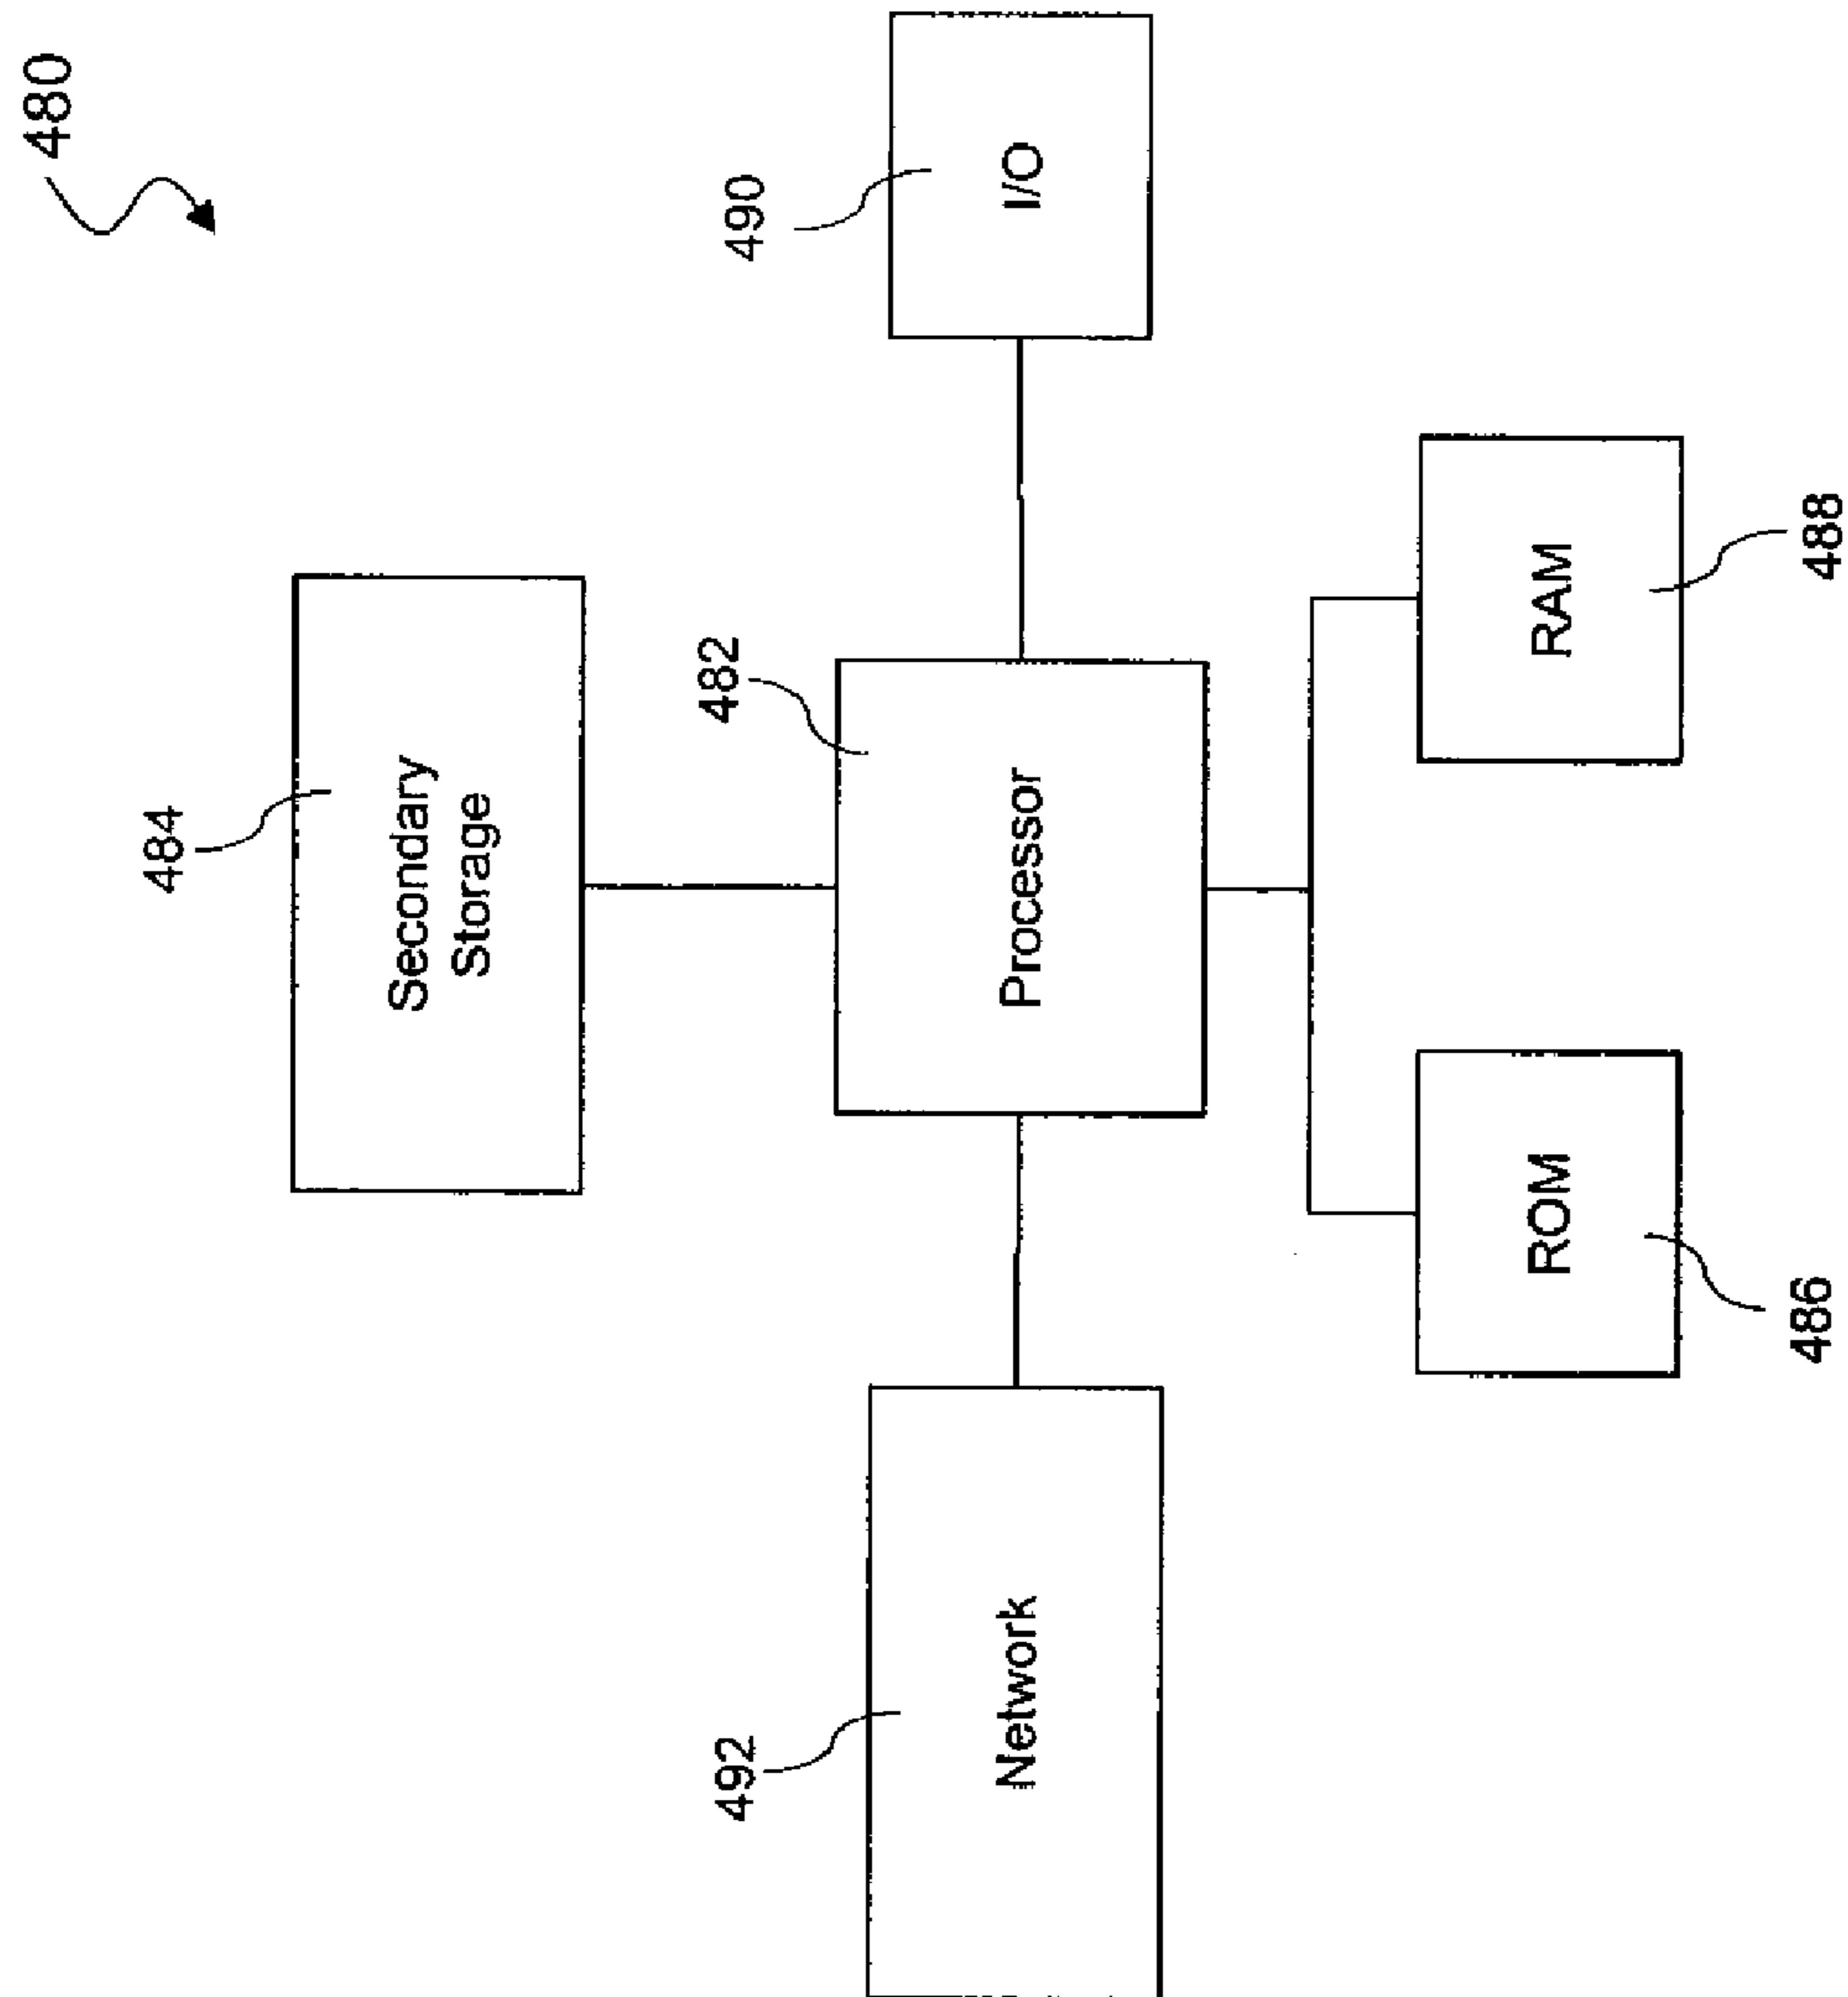 480
484
Secondary
Storage
492
Network
482
Processor
490
I/O
486
ROM
488
RAM